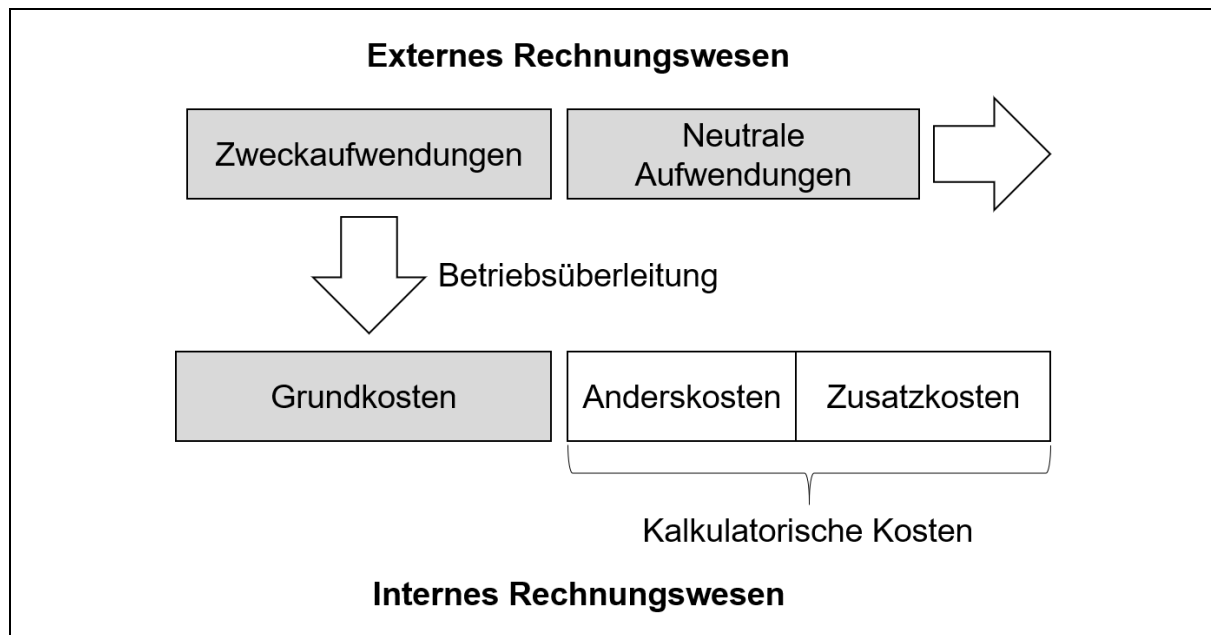 Externes Rechnungswesen
Zweckaufwendungen
Neutrale
Aufwendungen
Betriebsüberleitung
Grundkosten
Anderskosten
Zusatzkosten
Kalkulatorische Kosten
Internes Rechnungswesen